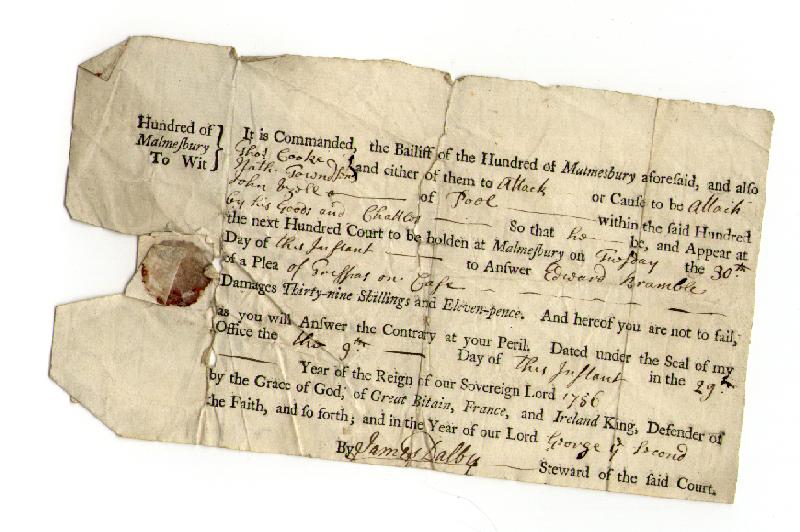 Hundred of
Malmesbury
To Wit
It is Commanded, the Bailiff of the Hundred of Malmesbury aforesaid, and also
Thos. Cooke
Nath. Townsend
and either of them to Attach or Cause to be Attach
John of Pool within the said Hundred
by his Goods and Chattles So that he be, and Appear at
the next Hundred Court to be holden at Malmesbury on Tuesday the 30th
Day of this Instant to Answer Edward Bramble
of a Plea of Trespas on Case
Damages Thirty-nine Shillings and Eleven-pence. And hereof you are not to fail,
as you will Answer the Contrary at your Peril. Dated under the Seal of my
Office the the 9th Day of this Instant in the 29th
Year of the Reign of our Sovereign Lord 1756
by the Grace of God, of Great Bitain, France, and Ireland King, Defender of
the Faith, and so forth; and in the Year of our Lord George ye Second
By James Dalby Steward of the said Court.